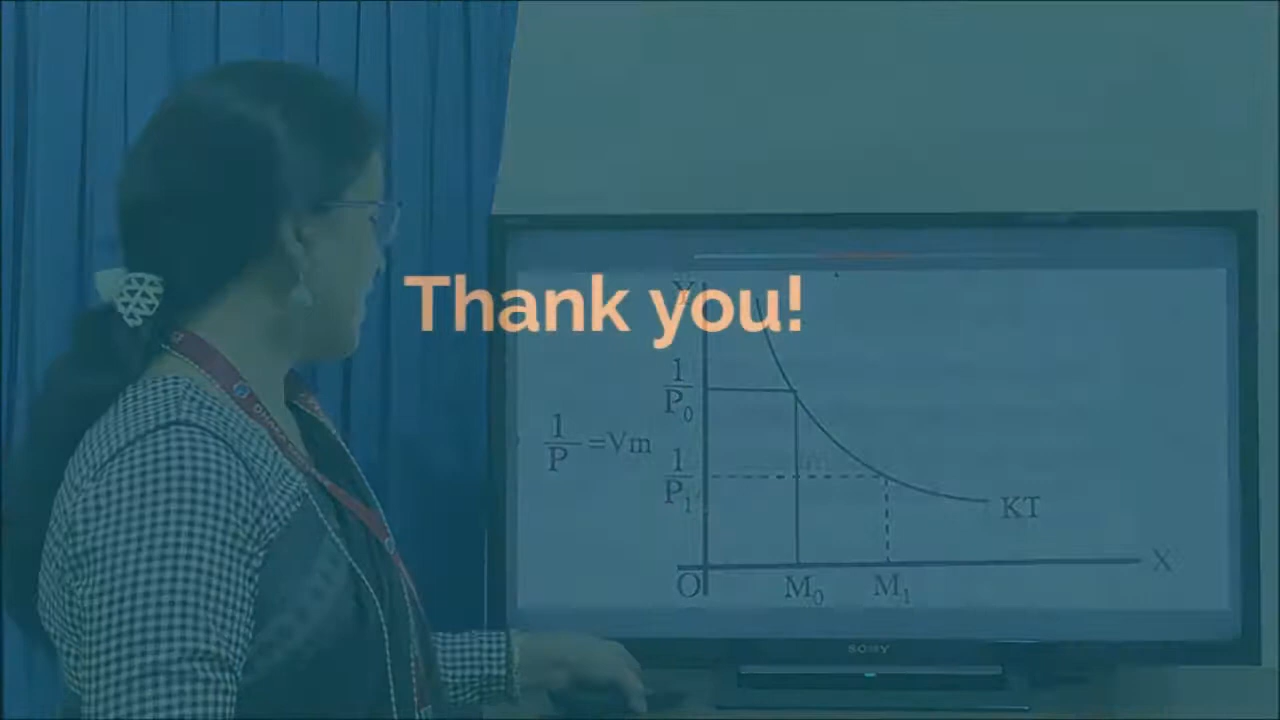 Thank you!
Y
1
P₀
1
P =Vm
1
P₁
KT
O M₀ M₁ X
SONY